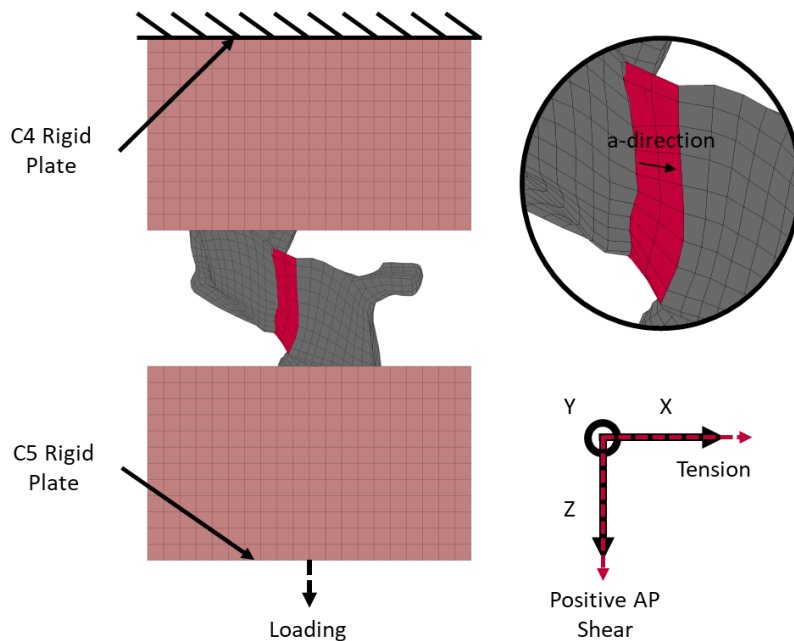 C4 Rigid
Plate
a-direction
C5 Rigid
Plate
Loading
Y
X
Tension
Z
Positive AP
Shear